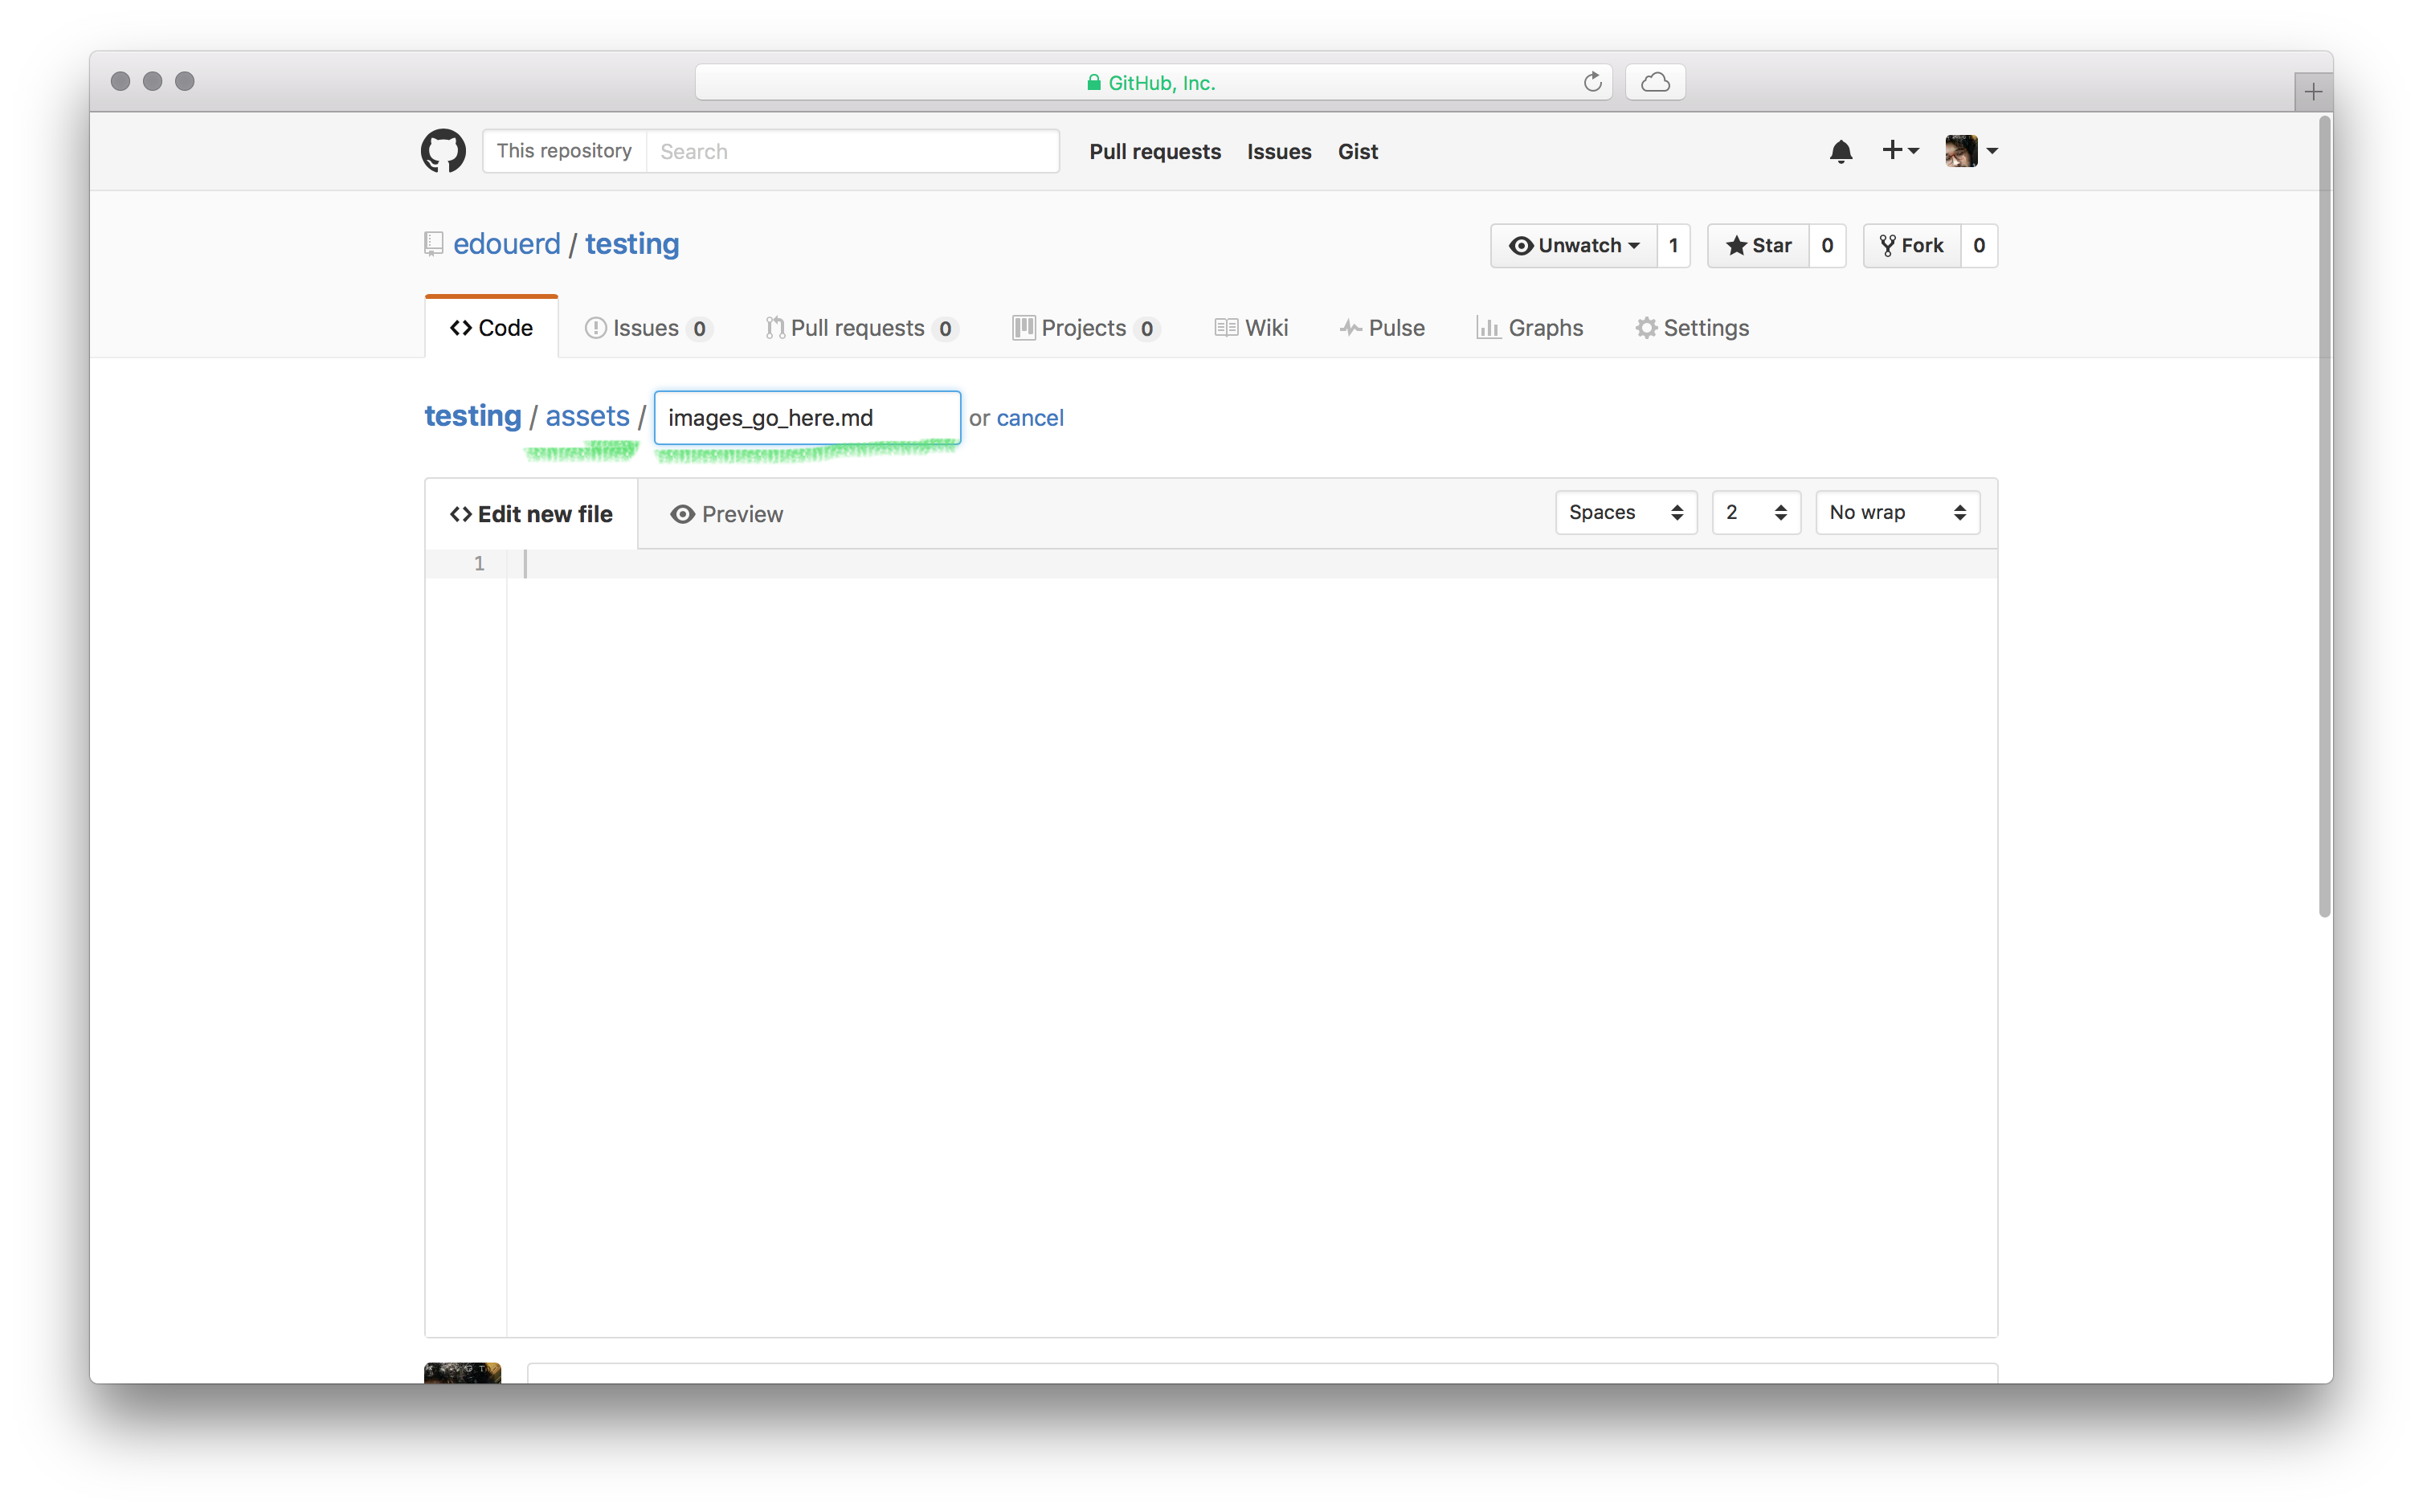 GitHub, Inc.
This repository Search Pull requests Issues Gist
edouerd / testing Unwatch 1 Star 0 Fork 0
Code Issues 0 Pull requests 0 Projects 0 Wiki Pulse Graphs Settings
testing / assets / images_go_here.md or cancel
Edit new file Preview Spaces 2 No wrap
1